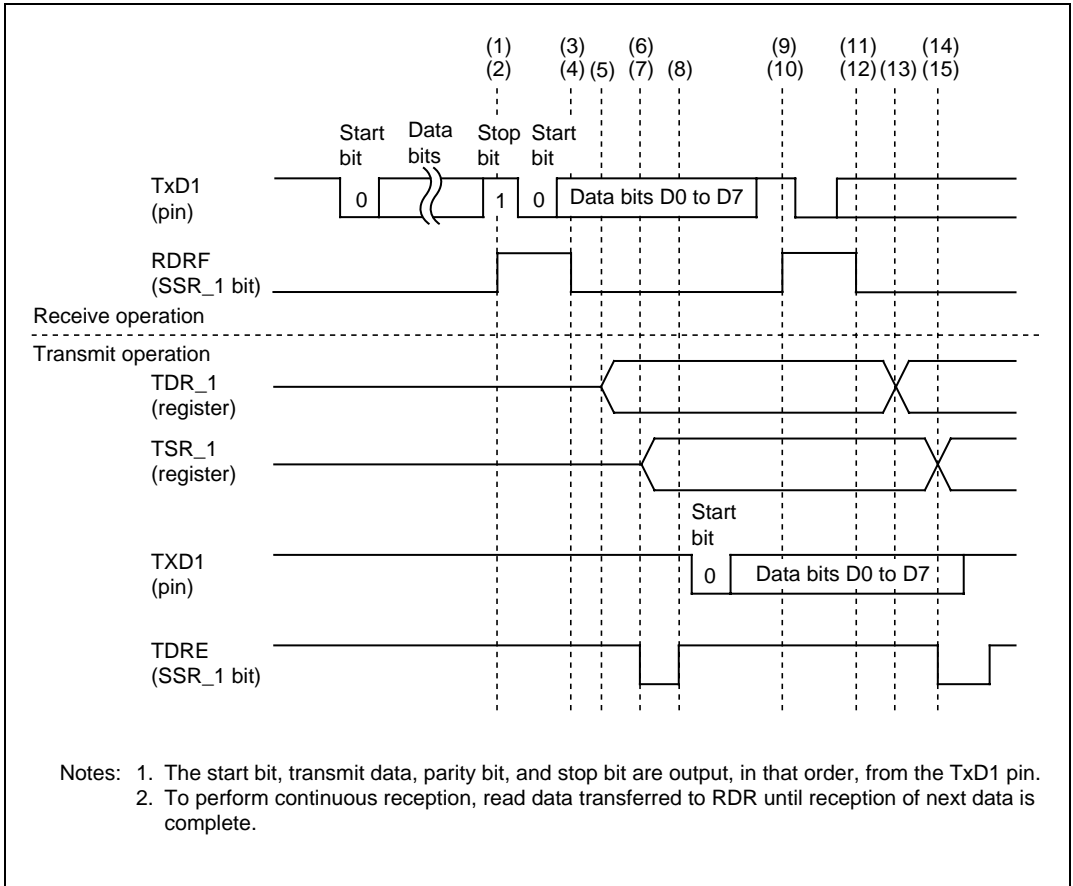 (1) (3) (6) (9) (11) (14)
(2) (4) (5) (7) (8) (10) (12) (13) (15)
Start Data Stop Start
bit bits bit bit
TxD1
(pin)
0 1 0 Data bits D0 to D7
RDRF
(SSR_1 bit)
Receive operation
Transmit operation
TDR_1
(register)
TSR_1
(register)
Start
bit
TXD1
(pin)
0 Data bits D0 to D7
TDRE
(SSR_1 bit)
Notes: 1. The start bit, transmit data, parity bit, and stop bit are output, in that order, from the TxD1 pin.
2. To perform continuous reception, read data transferred to RDR until reception of next data is
complete.